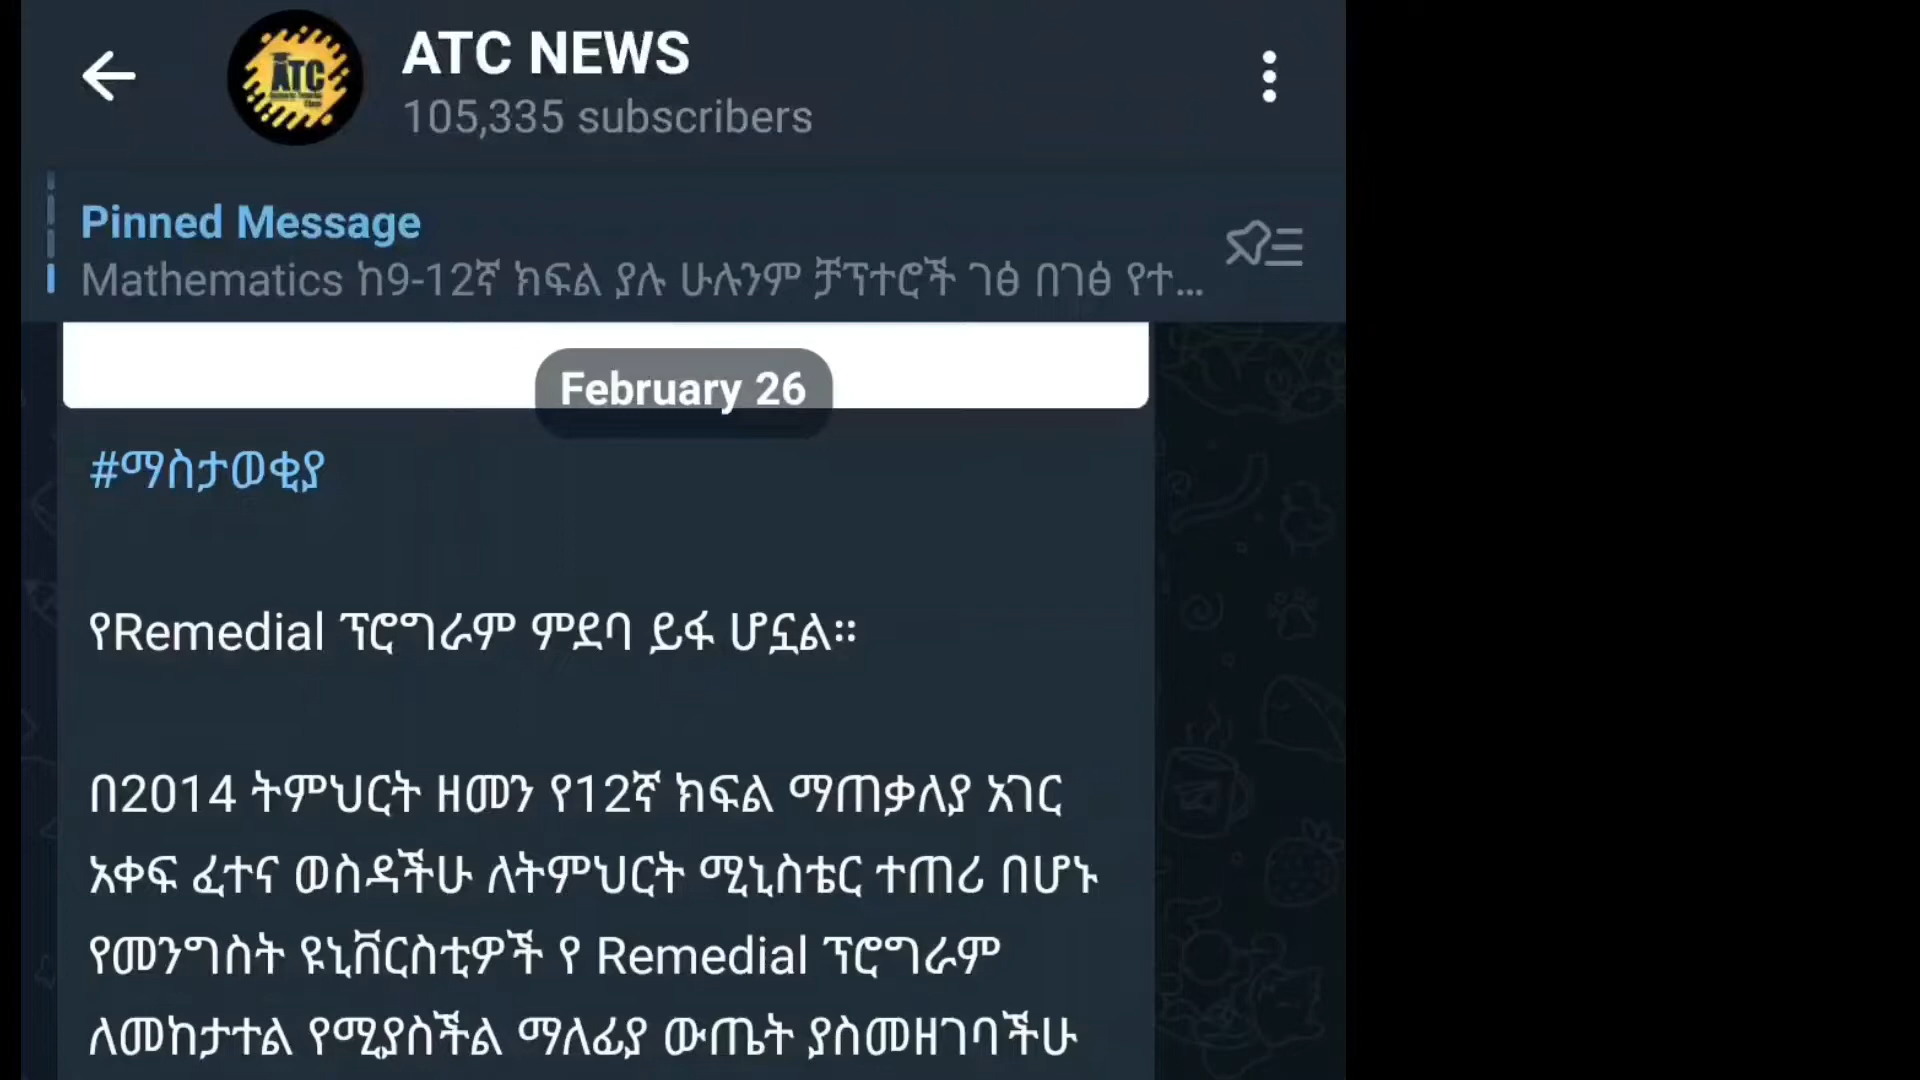 ATC NEWS
105,335 subscribers
Pinned Message
Mathematics ከ9-12ኛ ክፍል ያሉ ሁሉንም ቻፕተሮች ገፅ በገፅ የተ...
February 26
#ማስታወቂያ
የRemedial ፕሮግራም ምደባ ይፋ ሆኗል።
በ2014 ትምህርት ዘመን የ12ኛ ክፍል ማጠቃለያ አገር
አቀፍ ፈተና ወስዳችሁ ለትምህርት ሚኒስቴር ተጠሪ በሆኑ
የመንግስት ዩኒቨርስቲዎች የ Remedial ፕሮግራም
ለመከታተል የሚያስችል ማለፊያ ውጤት ያስመዘገባችሁ